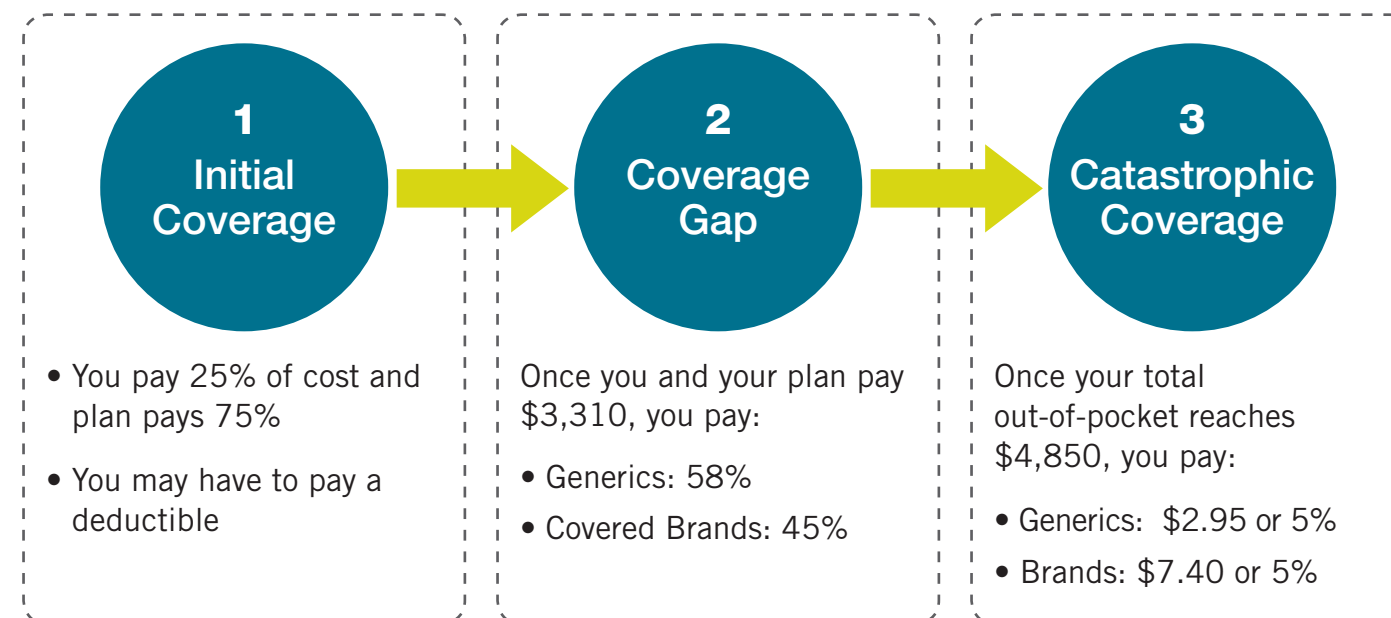 1
Initial
Coverage
• You pay 25% of cost and
plan pays 75%
• You may have to pay a
deductible
2
Coverage
Gap
Once you and your plan pay
$3,310, you pay:
• Generics: 58%
• Covered Brands: 45%
3
Catastrophic
Coverage
Once your total
out-of-pocket reaches
$4,850, you pay:
• Generics: $2.95 or 5%
• Brands: $7.40 or 5%